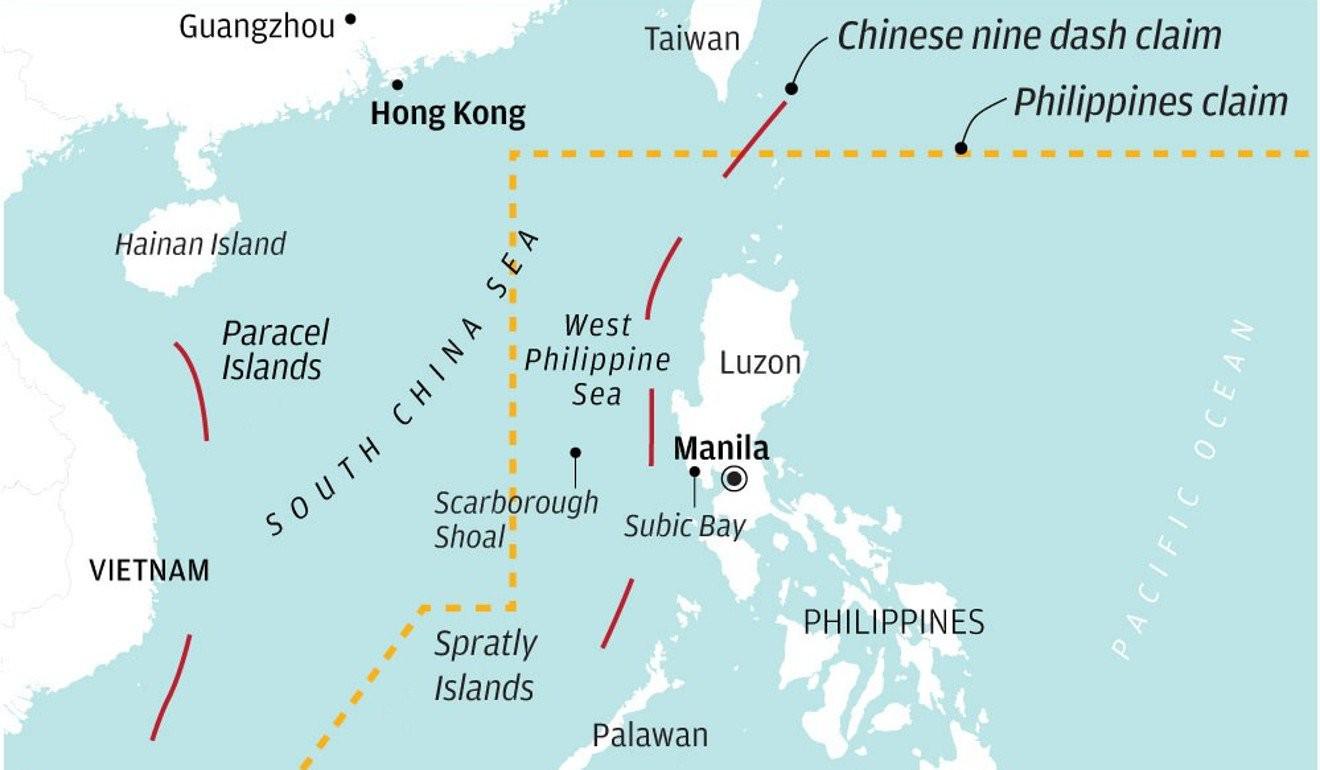 Guangzhou
Taiwan
Chinese nine dash claim
Hong Kong
Philippines claim
Hainan Island
SOUTH CHINA SEA
Paracel
Islands
West
Philippine
Sea
Luzon
PACIFIC OCEAN
Manila
Scarborough
Shoal
Subic Bay
VIETNAM
PHILIPPINES
Spratly
Islands
Palawan